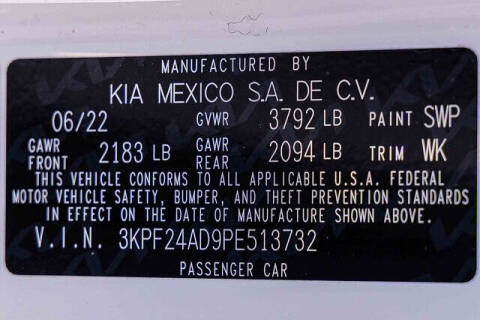 MANUFACTURED BY
KIA MEXICO S.A. DE C.V.
06/22 GVWR 3792 LB PAINT SWP
GAWR FRONT 2183 LB GAWR REAR 2094 LB TRIM WK
THIS VEHICLE CONFORMS TO ALL APPLICABLE U.S.A. FEDERAL
MOTOR VEHICLE SAFETY, BUMPER, AND THEFT PREVENTION STANDARDS
IN EFFECT ON THE DATE OF MANUFACTURE SHOWN ABOVE.
V.I.N. 3KPF24AD9PE513732
PASSENGER CAR